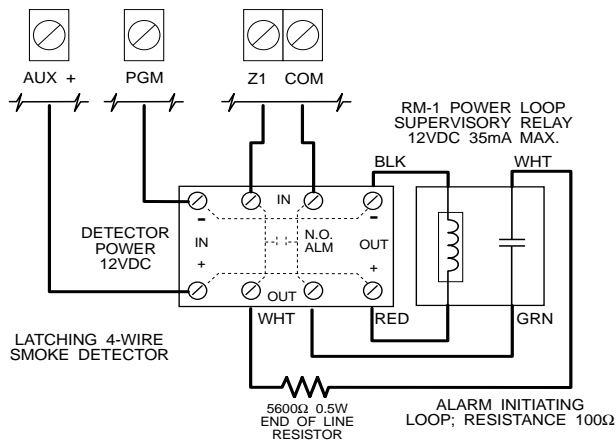 AUX +
PGM
Z1 COM
RM-1 POWER LOOP
SUPERVISORY RELAY
12VDC 35mA MAX.
BLK
WHT
DETECTOR
POWER
12VDC
-
IN
+
IN
N.O.
ALM
OUT
-
OUT
+
WHT
RED
GRN
LATCHING 4-WIRE
SMOKE DETECTOR
5600Ω 0.5W
END OF LINE
RESISTOR
ALARM INITIATING
LOOP; RESISTANCE 100Ω